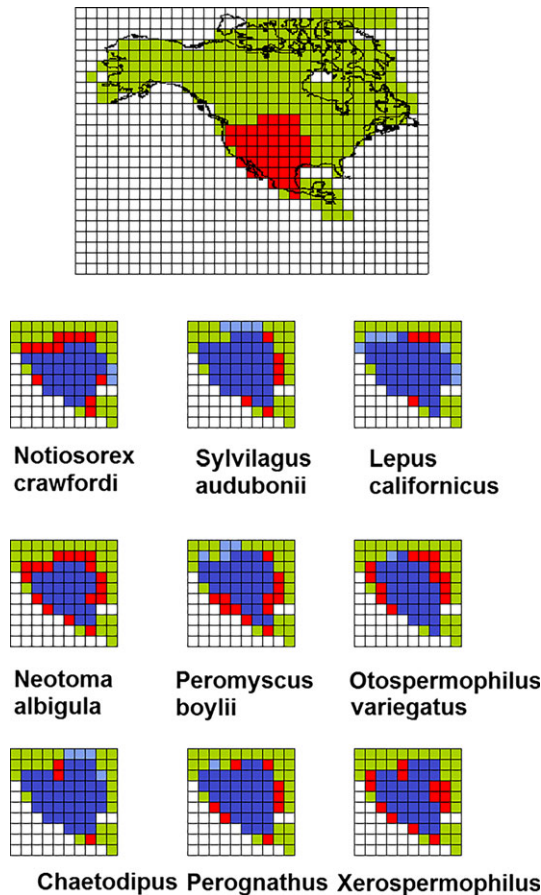 Notiosorex crawfordi
Sylvilagus audubonii
Lepus californicus
Neotoma albigula
Peromyscus boylii
Otospermophilus variegatus
Chaetodipus Perognathus Xerospermophilus